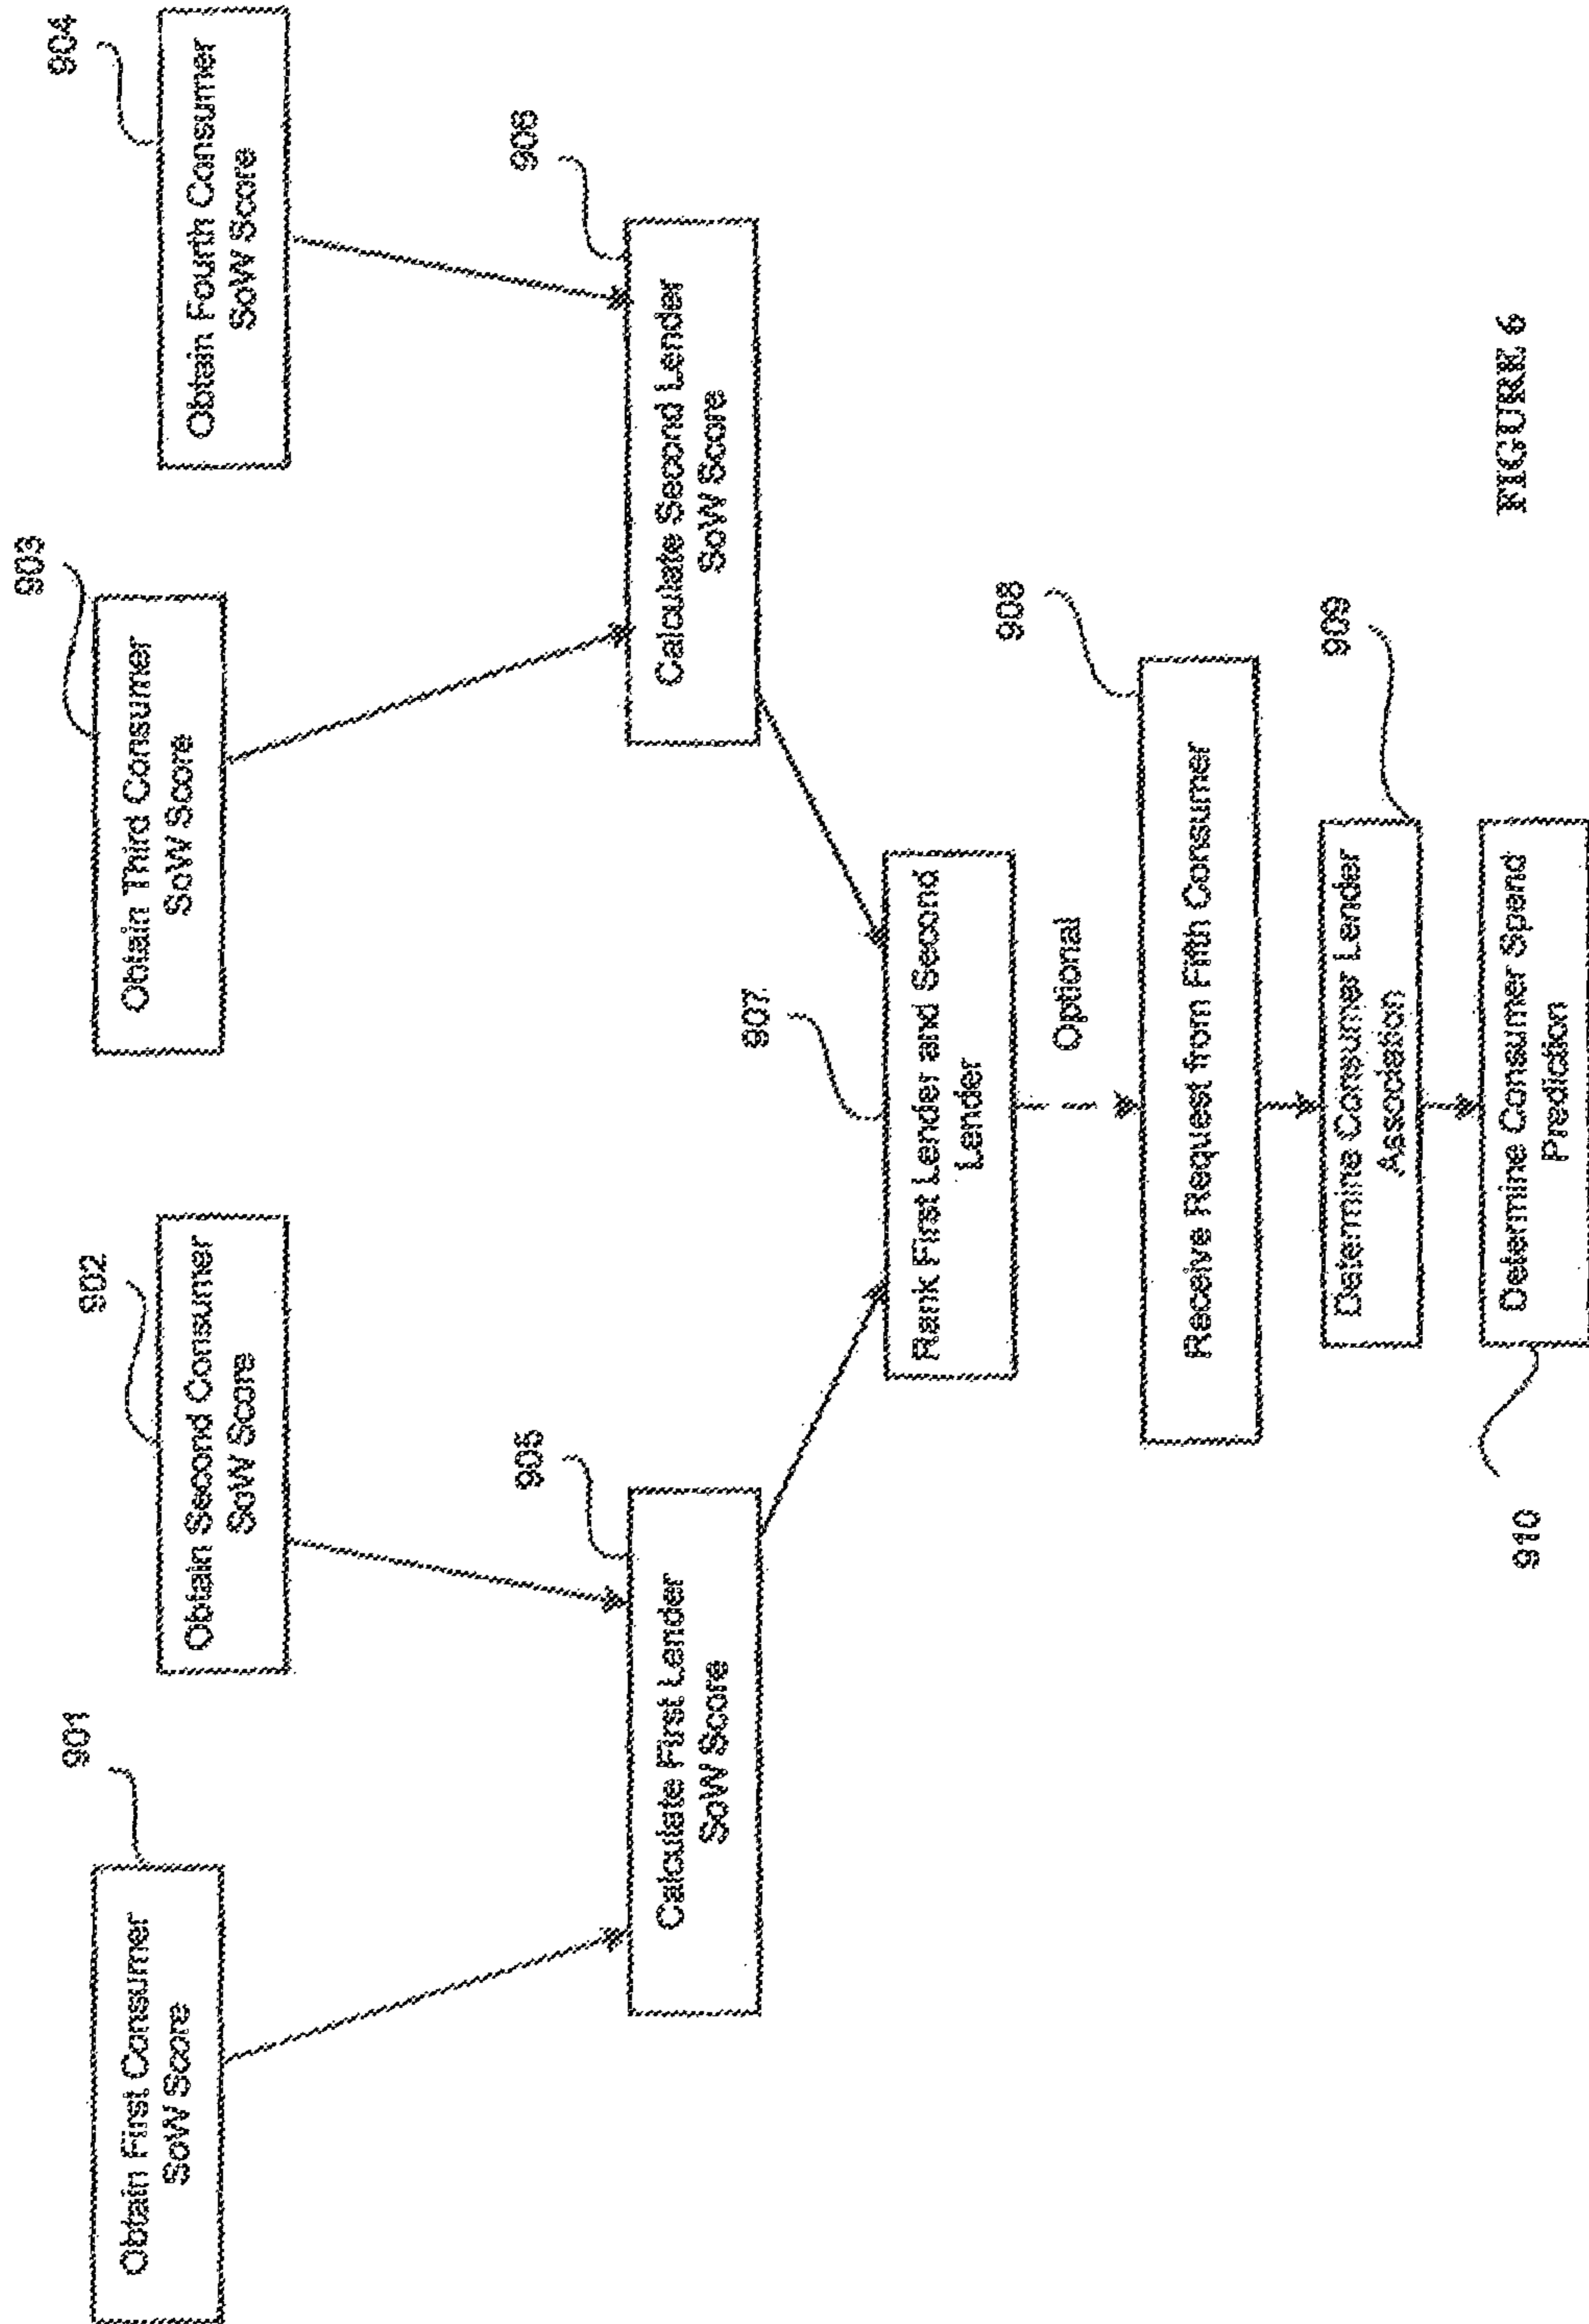 901
Obtain First Consumer
SoW Score
902
Obtain Second Consumer
SoW Score
903
Obtain Third Consumer
SoW Score
904
Obtain Fourth Consumer
SoW Score
905
Calculate First Lender
SoW Score
906
Calculate Second Lender
SoW Score
907
Rank First Lender and Second
Lender
Optional
908
Receive Request from Fifth Consumer
909
Determine Consumer Lender
Association
910
Determine Consumer Spend
Prediction
FIGURE 6